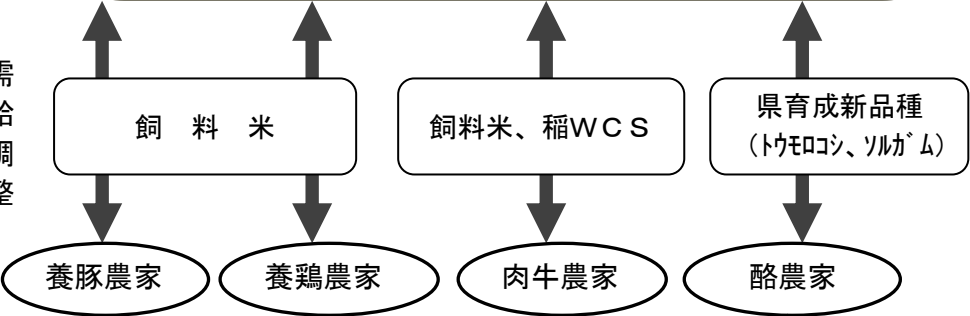 需給調整
飼　料　米
飼料米、稲ＷＣＳ
県育成新品種
（ﾄｳﾓﾛｺｼ、ｿﾙｶﾞﾑ）
養豚農家
養鶏農家
肉牛農家
酪農家